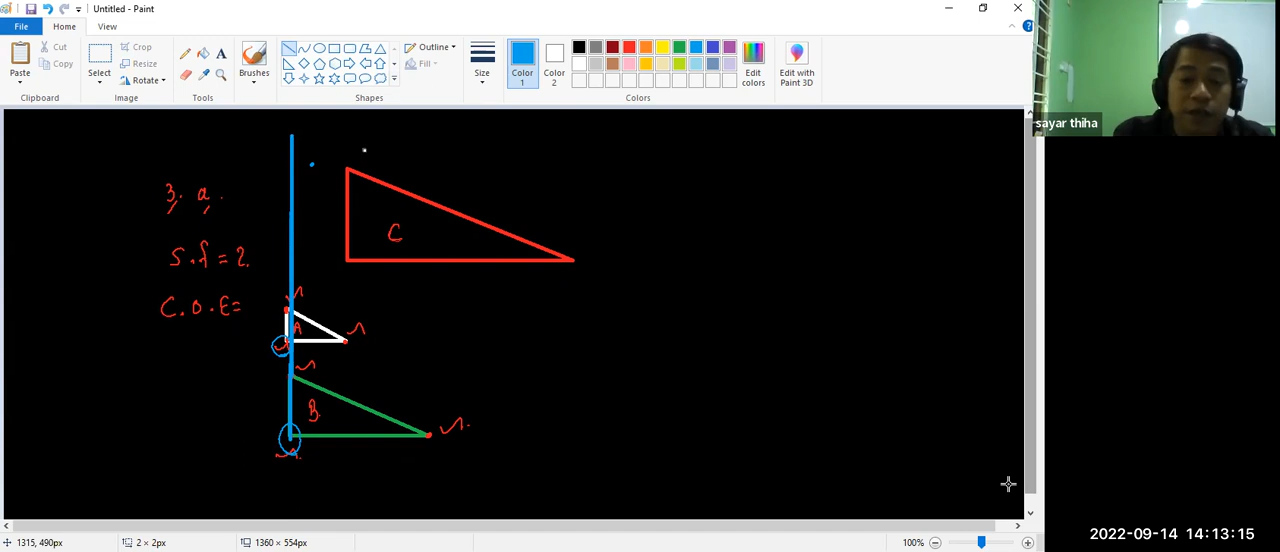 Untitled - Paint
File Home View
Paste
Cut
Copy
Clipboard
Select
Crop
Resize
Rotate
Image
A
Tools
Brushes
Outline
Fill
Shapes
Size
Color 1
Color 2
Edit colors
Colors
Edit with Paint 3D
sayar thiha
3. a.
C
S.f = 2.
C.O.E =
A
B.
1315, 490px
2 × 2px
1360 × 554px
100%
2022-09-14 14:13:15